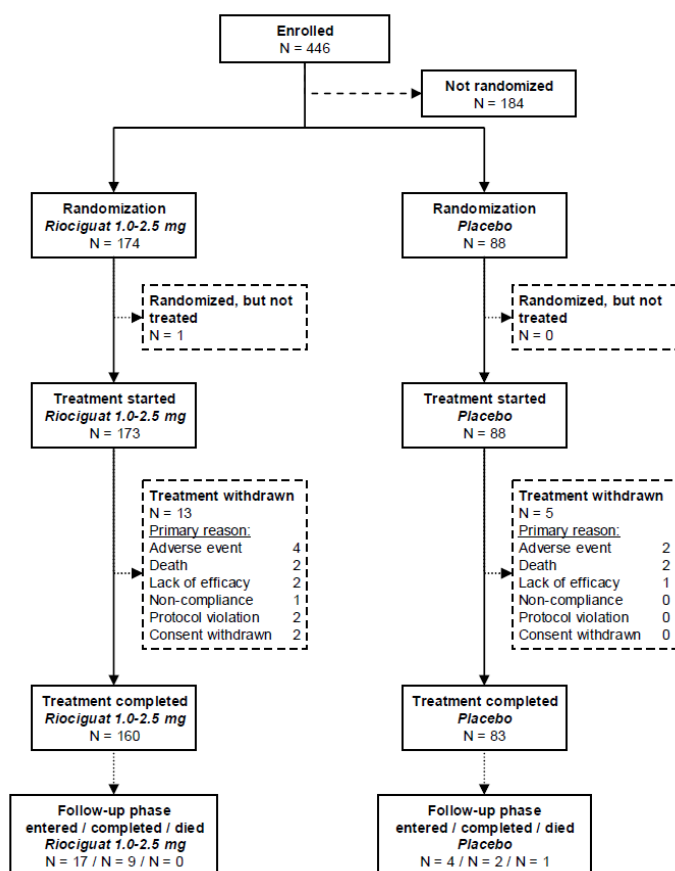 Enrolled
N = 446
Not randomized
N = 184
Randomization
Riociguat 1.0-2.5 mg
N = 174
Randomization
Placebo
N = 88
Randomized, but not
treated
N = 1
Randomized, but not
treated
N = 0
Treatment started
Riociguat 1.0-2.5 mg
N = 173
Treatment started
Placebo
N = 88
Treatment withdrawn
N = 13
Primary reason:
Adverse event 4
Death 2
Lack of efficacy 2
Non-compliance 1
Protocol violation 2
Consent withdrawn 2
Treatment withdrawn
N = 5
Primary reason:
Adverse event 2
Death 2
Lack of efficacy 1
Non-compliance 0
Protocol violation 0
Consent withdrawn 0
Treatment completed
Riociguat 1.0-2.5 mg
N = 160
Treatment completed
Placebo
N = 83
Follow-up phase
entered / completed / died
Riociguat 1.0-2.5 mg
N = 17 / N = 9 / N = 0
Follow-up phase
entered / completed / died
Placebo
N = 4 / N = 2 / N = 1